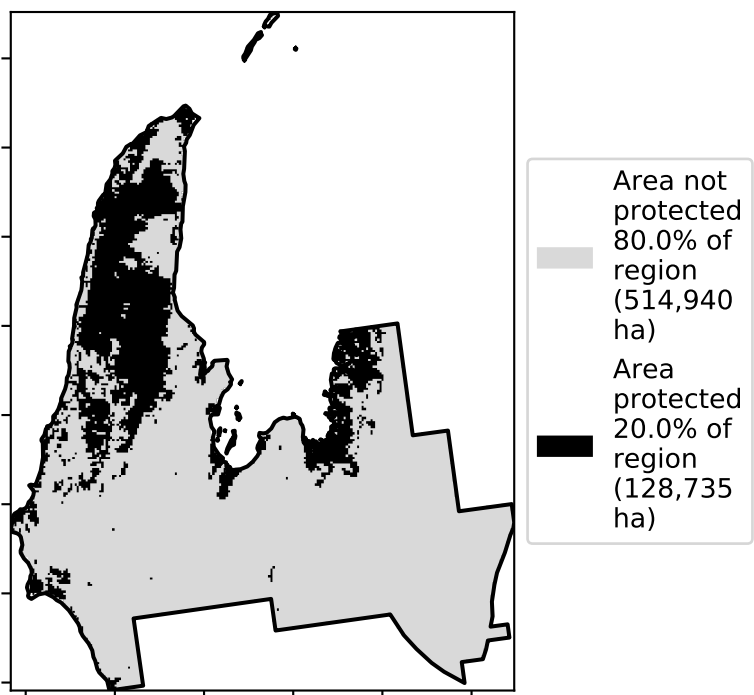 Area not
protected
80.0% of
region
(514,940
ha)
Area
protected
20.0% of
region
(128,735
ha)